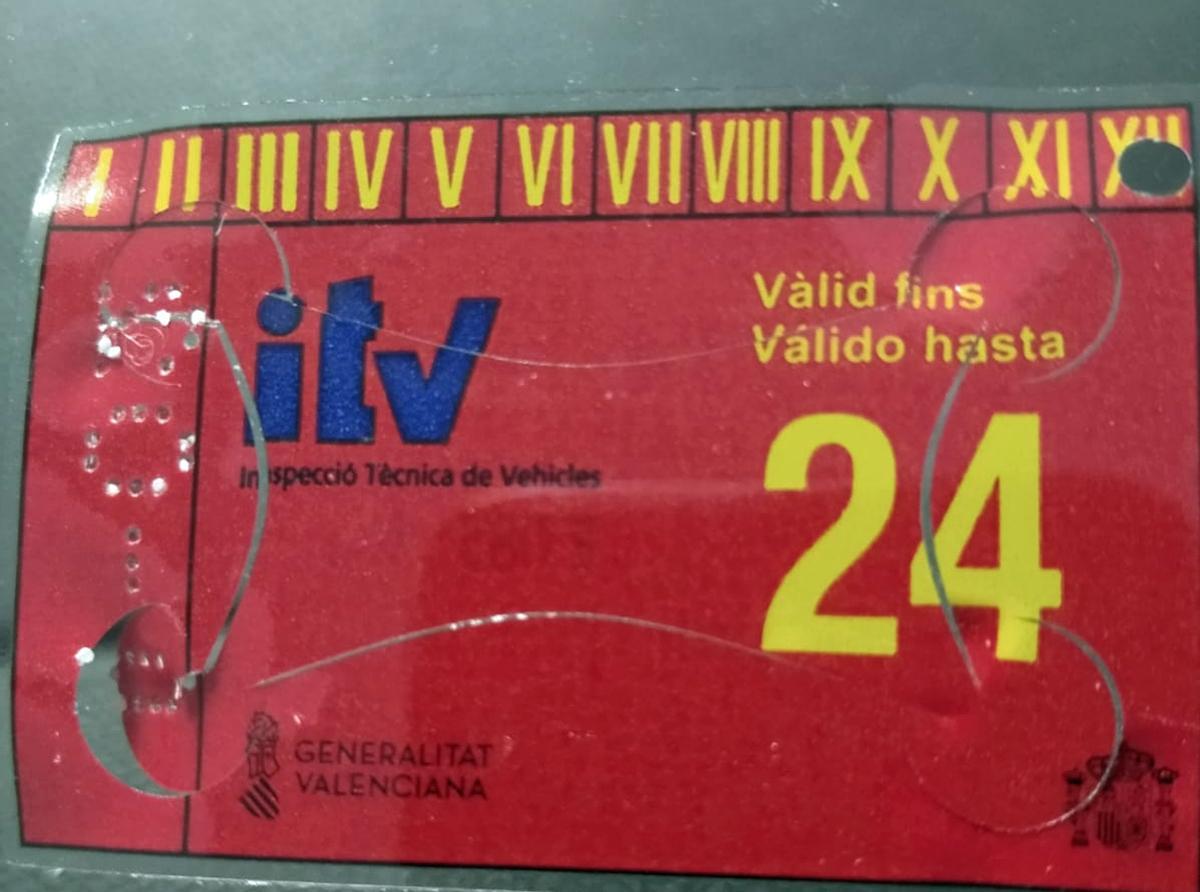 I II III IV V VI VII VIII IX X XI XII
itv
Inspecció Tècnica de Vehicles
Vàlid fins
Válido hasta
24
GENERALITAT
VALENCIANA